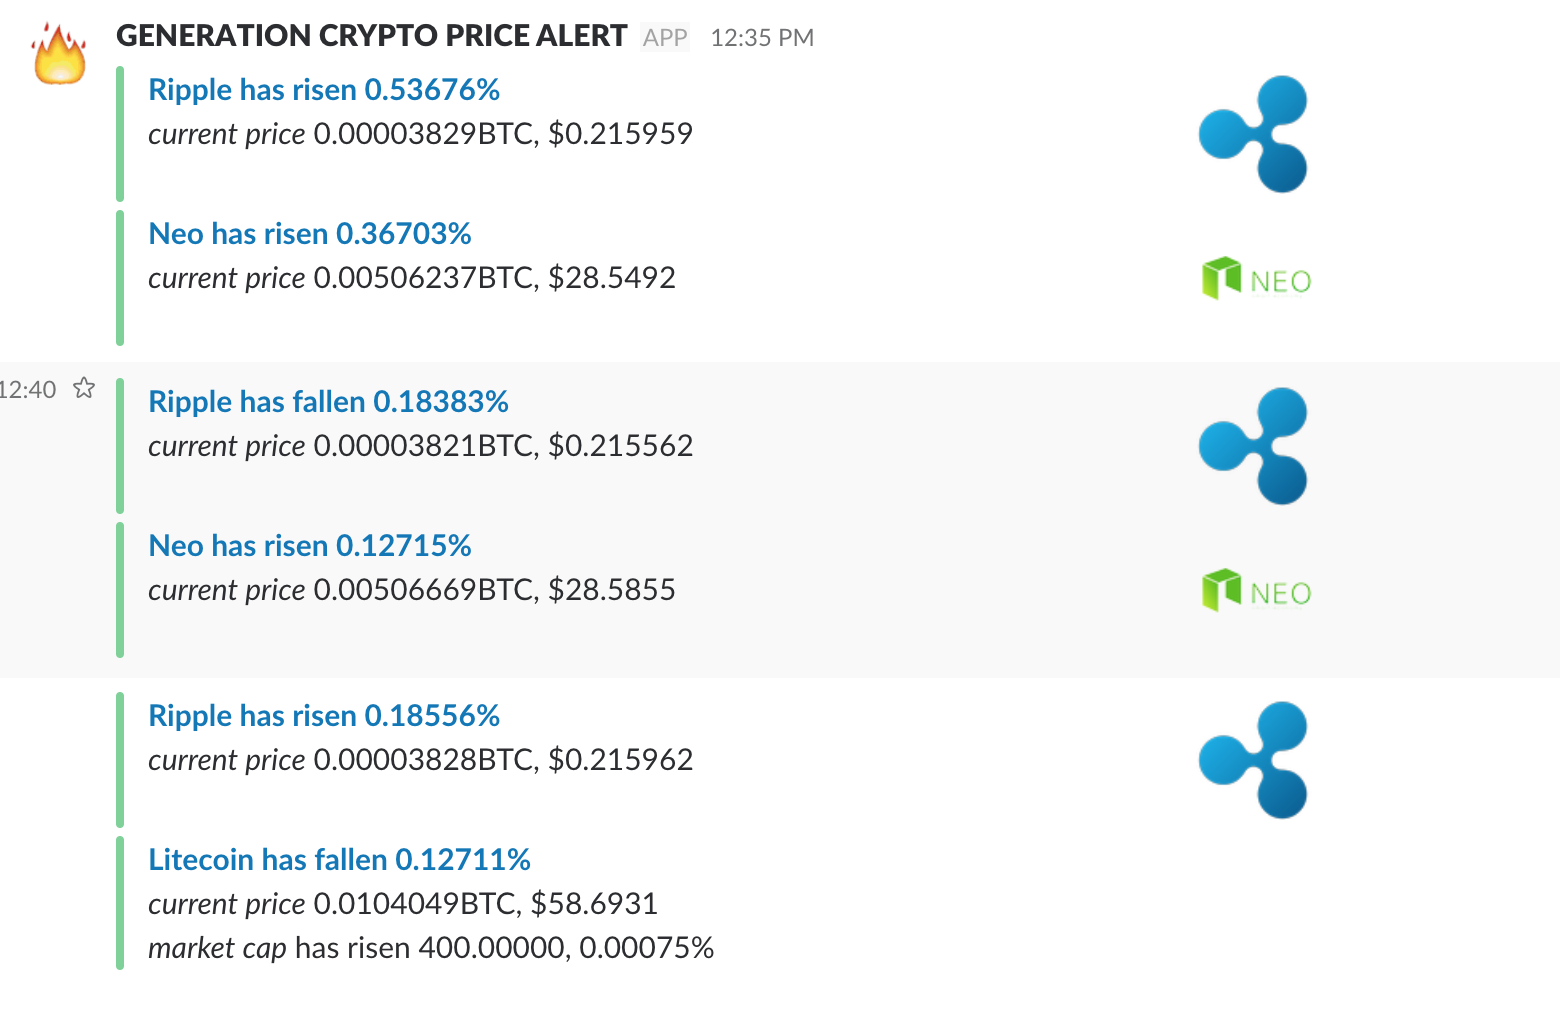 GENERATION CRYPTO PRICE ALERT APP 12:35 PM
Ripple has risen 0.53676%
current price 0.00003829BTC, $0.215959
Neo has risen 0.36703%
current price 0.00506237BTC, $28.5492
NEO
12:40
Ripple has fallen 0.18383%
current price 0.00003821BTC, $0.215562
Neo has risen 0.12715%
current price 0.00506669BTC, $28.5855
NEO
Ripple has risen 0.18556%
current price 0.00003828BTC, $0.215962
Litecoin has fallen 0.12711%
current price 0.0104049BTC, $58.6931
market cap has risen 400.00000, 0.00075%